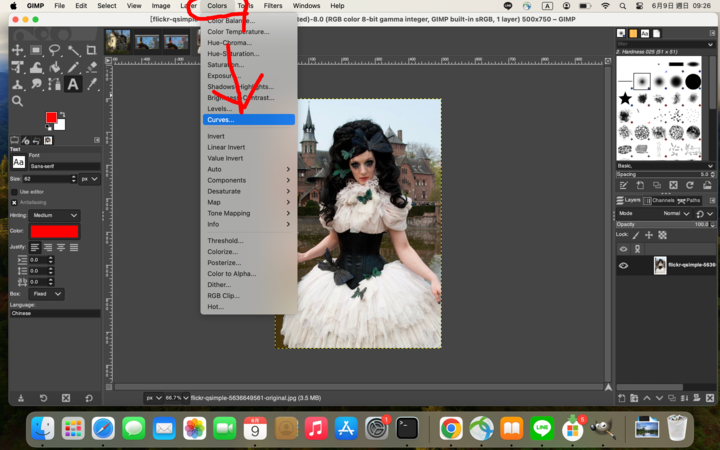 GIMP File Edit Select View Image Layer Colors Tools Filters Windows Help
6月9日 週日 09:26
[flickr-qsimple-
ted)-8.0 (RGB color 8-bit gamma integer, GIMP built-in sRGB, 1 layer) 500x750 – GIMP
Color Balance...
Color Temperature...
Hue-Chroma...
Hue-Saturation...
Saturation...
Exposure...
Shadows-Highlights...
Brightness-Contrast...
Levels...
Curves...
Invert
Linear Invert
Value Invert
Auto
Components
Desaturate
Map
Tone Mapping
Info
Threshold...
Colorize...
Posterize...
Color to Alpha...
Dither...
RGB Clip...
Hot...
Text
Font
Aa
Sans-serif
Size: 62 px
Use editor
Antialiasing
Hinting: Medium
Color:
Justify:
0.0
0.0
0.0
Box: Fixed
Language:
Chinese
2. Hardness 025 (51 × 51)
Basic,
Spacing 5.0
Layers Channels Paths
Mode Normal
Opacity 100.0
Lock:
flickr-qsimple-5636
px 66.7% flickr-qsimple-5636649561-original.jpg (3.5 MB)
6月
9
1
LINE
5